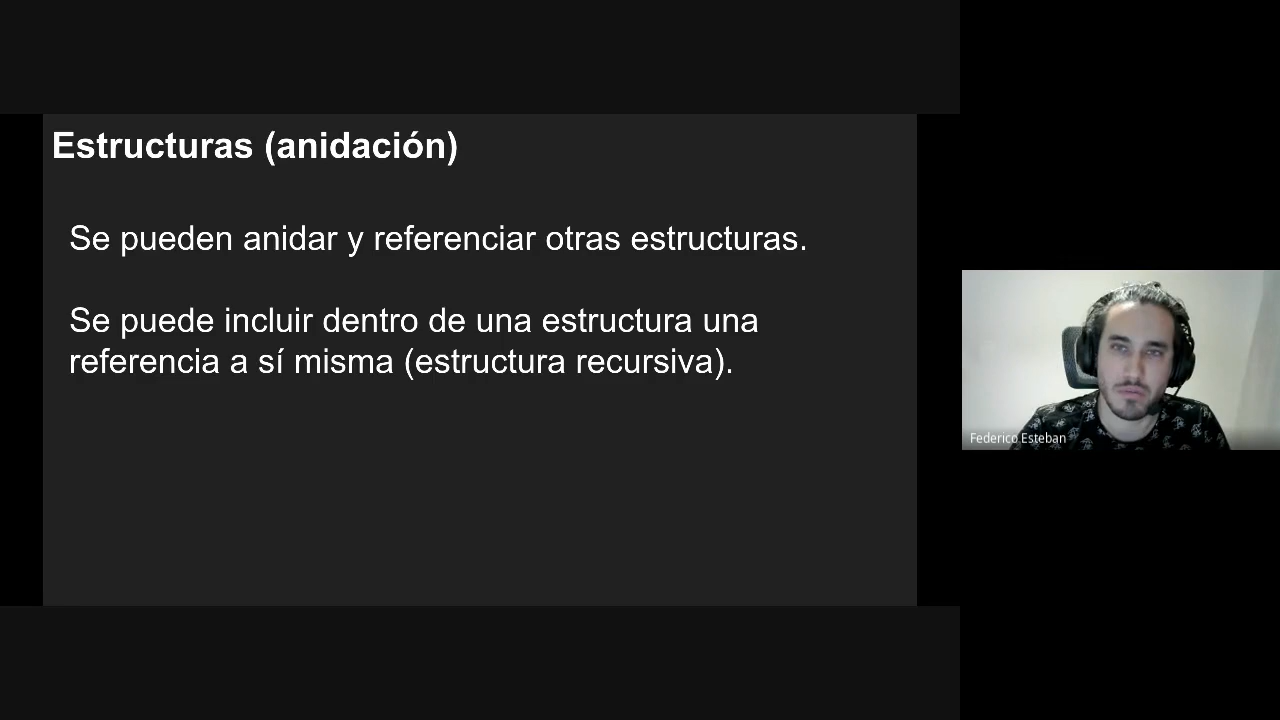 Estructuras (anidación)
Se pueden anidar y referenciar otras estructuras.
Se puede incluir dentro de una estructura una
referencia a sí misma (estructura recursiva).
Federico Esteban